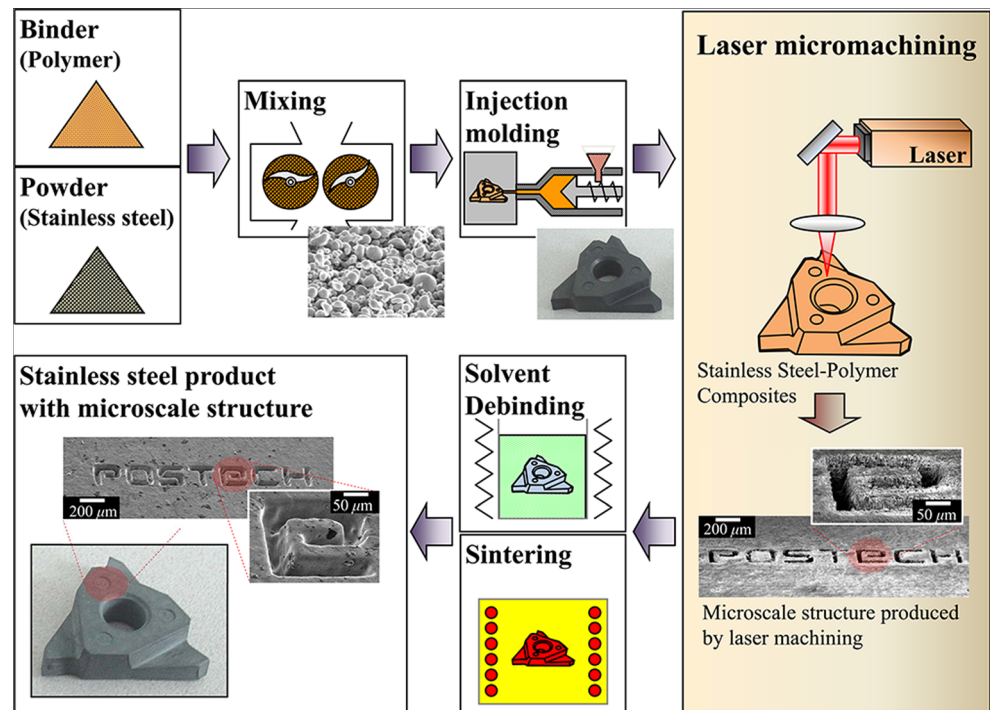 Binder
(Polymer)
Powder
(Stainless steel)
Mixing
Injection
molding
Laser micromachining
Laser
Stainless Steel-Polymer
Composites
50 μm
200 μm
POSTECH
Microscale structure produced
by laser machining
Solvent
Debinding
Sintering
Stainless steel product
with microscale structure
POSTECH
200 μm
50 μm